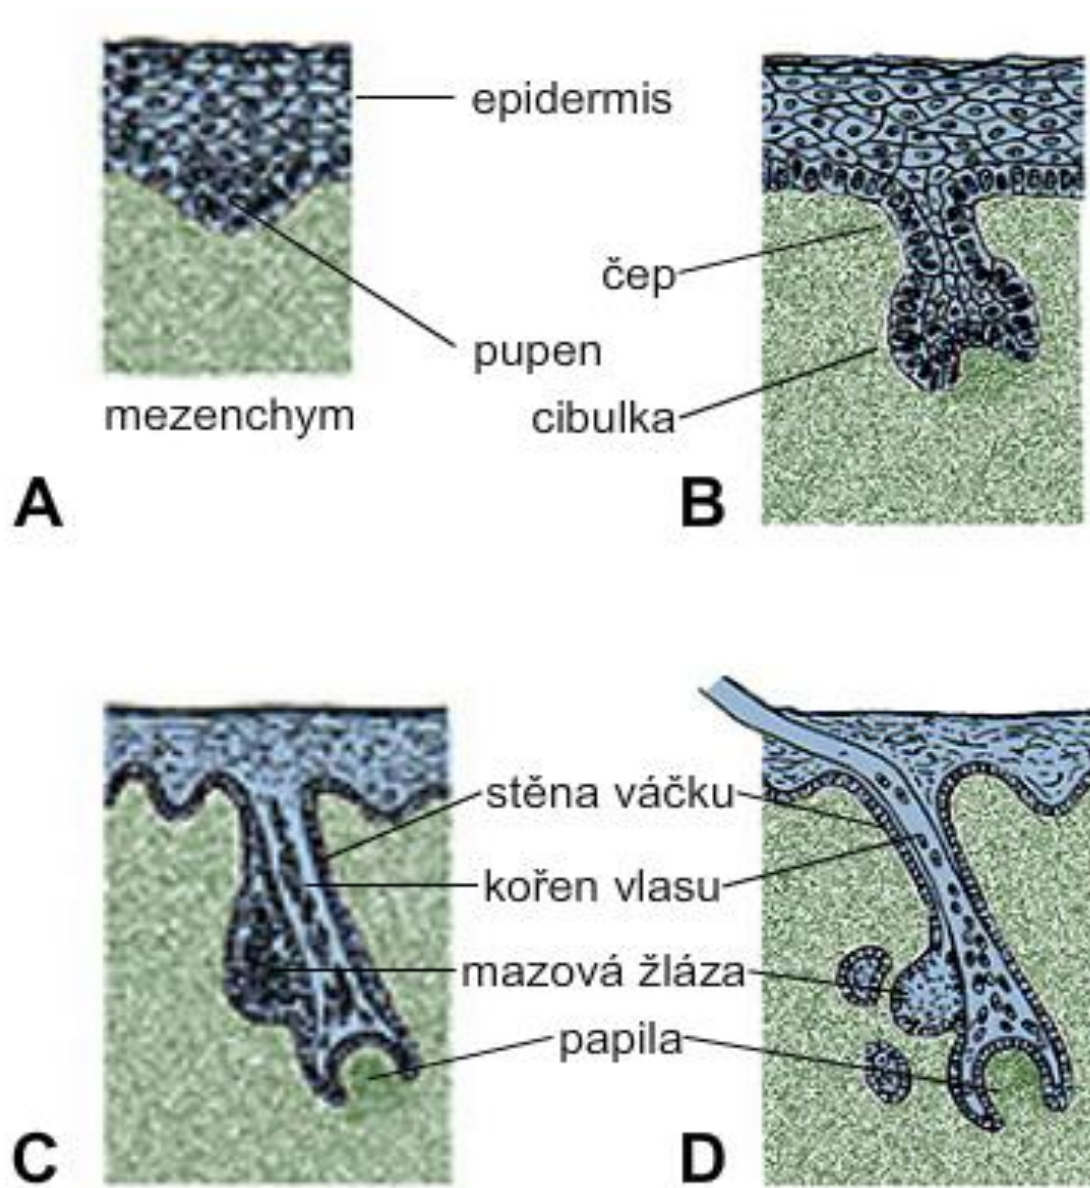 epidermis
pupen
mezenchym
A
čep
cibulka
B
stěna váčku
kořen vlasu
mazová žláza
papila
C
D